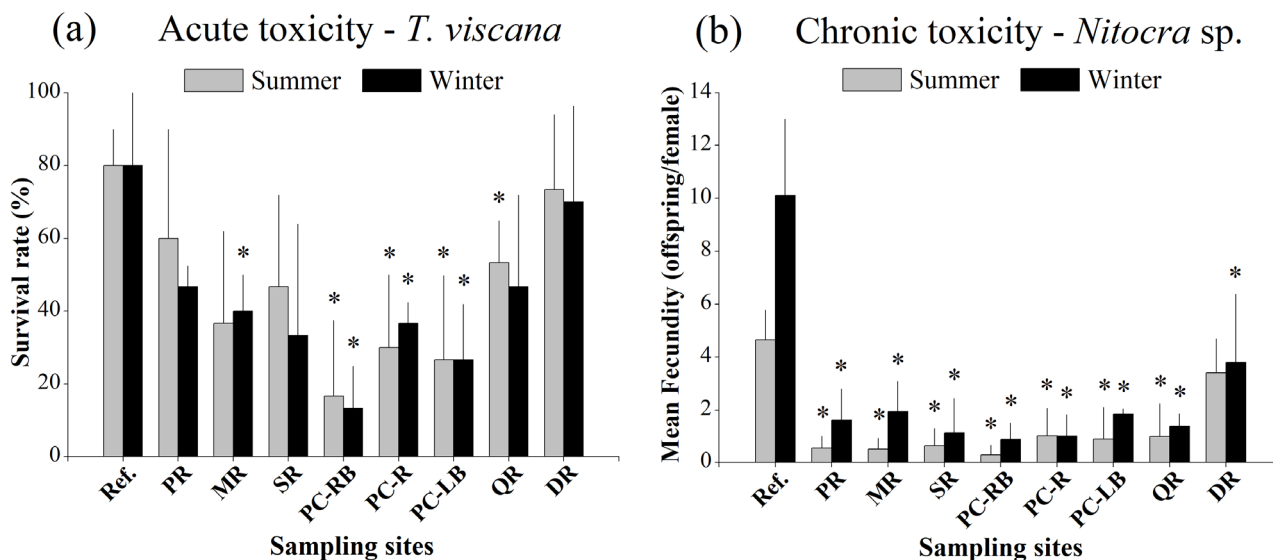 (a) Acute toxicity - T. viscana
Summer Winter
Survival rate (%)
100
80
60
40
20
0
* * * * * * * *
Ref. PR MR SR PC-RB PC-R PC-LB QR DR
Sampling sites
(b) Chronic toxicity - Nitocra sp.
Summer Winter
Mean Fecundity (offspring/female)
14
12
10
8
6
4
2
0
* * * * * * * * * * * * * * *
Ref. PR MR SR PC-RB PC-R PC-LB QR DR
Sampling sites